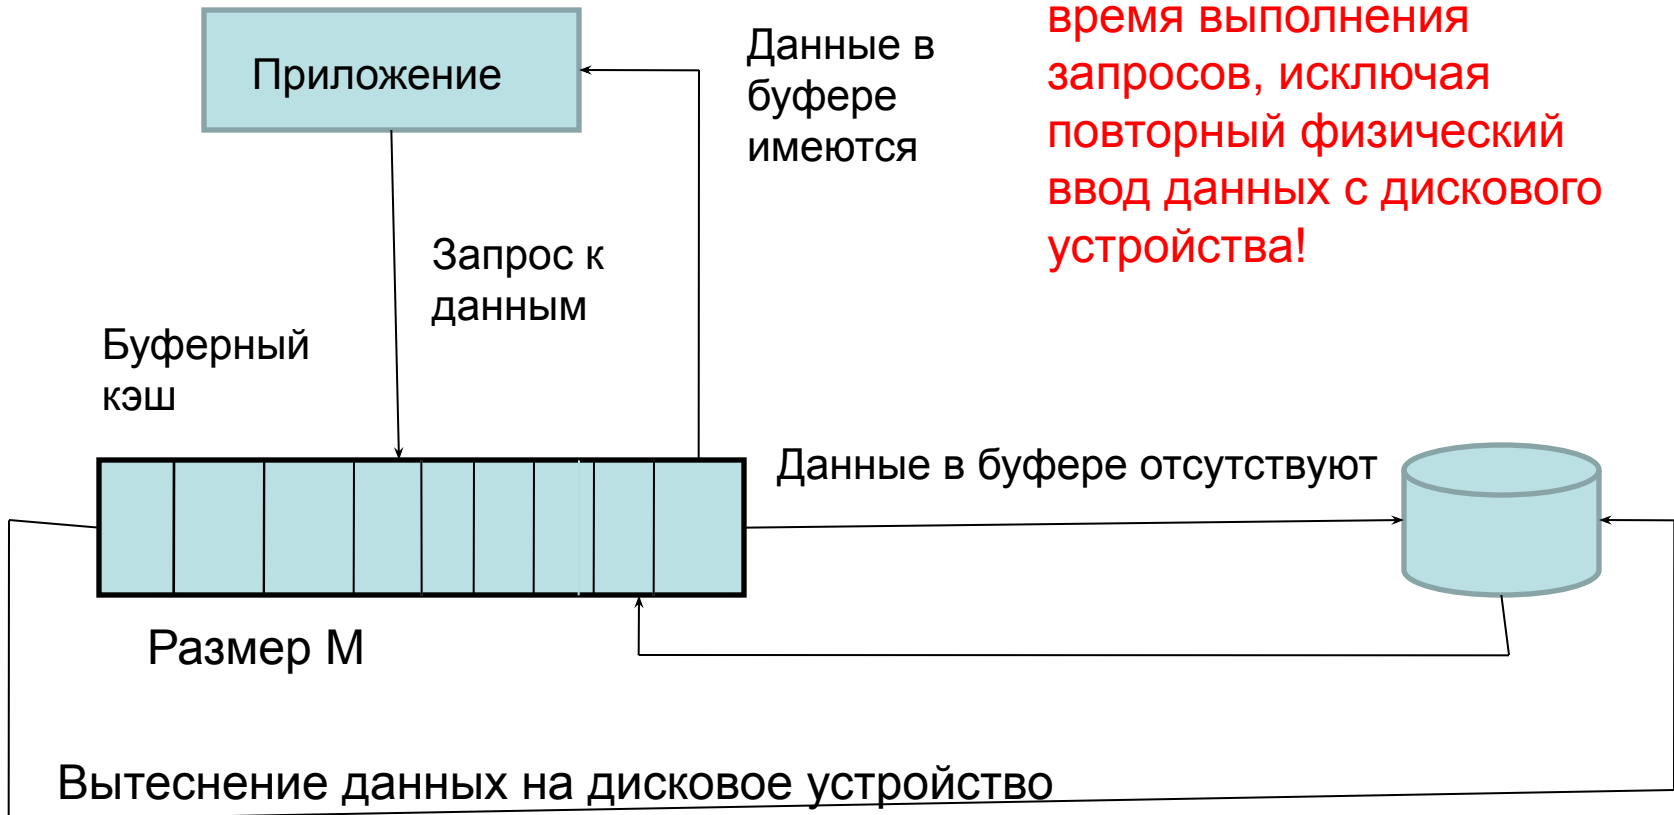 время выполнения
запросов, исключая
повторный физический
ввод данных с дискового
устройства!
Приложение
Данные в
буфере
имеются
Запрос к
данным
Буферный
кэш
Данные в буфере отсутствуют
Размер М
Вытеснение данных на дисковое устройство